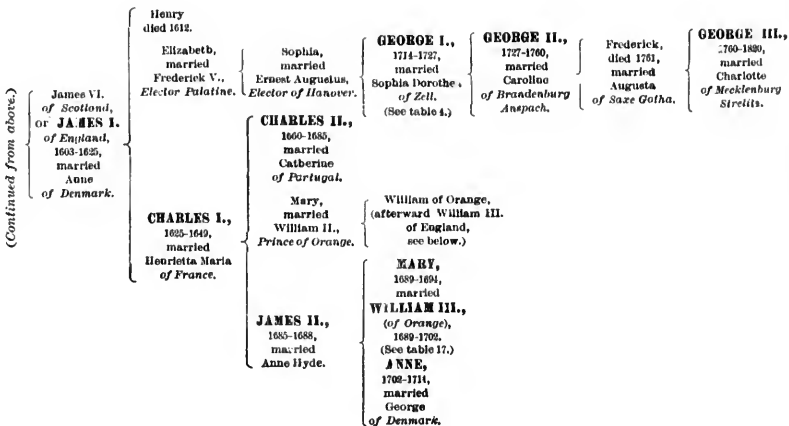 (Continued from above.)
James VI.
of Scotland,
or JAMES I.
of England,
1603-1625,
married
Anne
of Denmark.
Henry
died 1612.
Elizabeth,
married
Frederick V.,
Elector Palatine.
Sophia,
married
Ernest Augustus,
Elector of Hanover.
GEORGE I.,
1714-1727,
married
Sophia Dorothe
of Zell.
(See table 4.)
GEORGE II.,
1727-1760,
married
Caroline
of Brandenburg
Anspach.
Frederick,
died 1751,
married
Augusta
of Saxe Gotha.
GEORGE III.,
1760-1820,
married
Charlotte
of Mecklenburg
Strelitz.
CHARLES I.,
1625-1649,
married
Henrietta Maria
of France.
CHARLES II.,
1660-1685,
married
Catherine
of Portugal.
Mary,
married
William II.,
Prince of Orange.
William of Orange,
(afterward William III.
of England,
see below.)
JAMES II.,
1685-1688,
married
Anne Hyde.
MARY,
1689-1694,
married
WILLIAM III.,
(of Orange),
1689-1702.
(See table 17.)
ANNE,
1702-1714,
married
George
of Denmark.